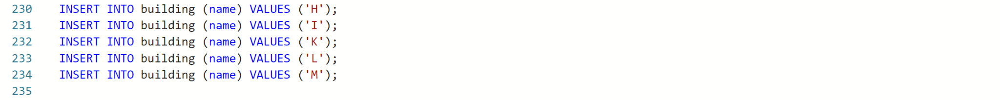 230 INSERT INTO building (name) VALUES ('H');
231 INSERT INTO building (name) VALUES ('I');
232 INSERT INTO building (name) VALUES ('K');
233 INSERT INTO building (name) VALUES ('L');
234 INSERT INTO building (name) VALUES ('M');
235